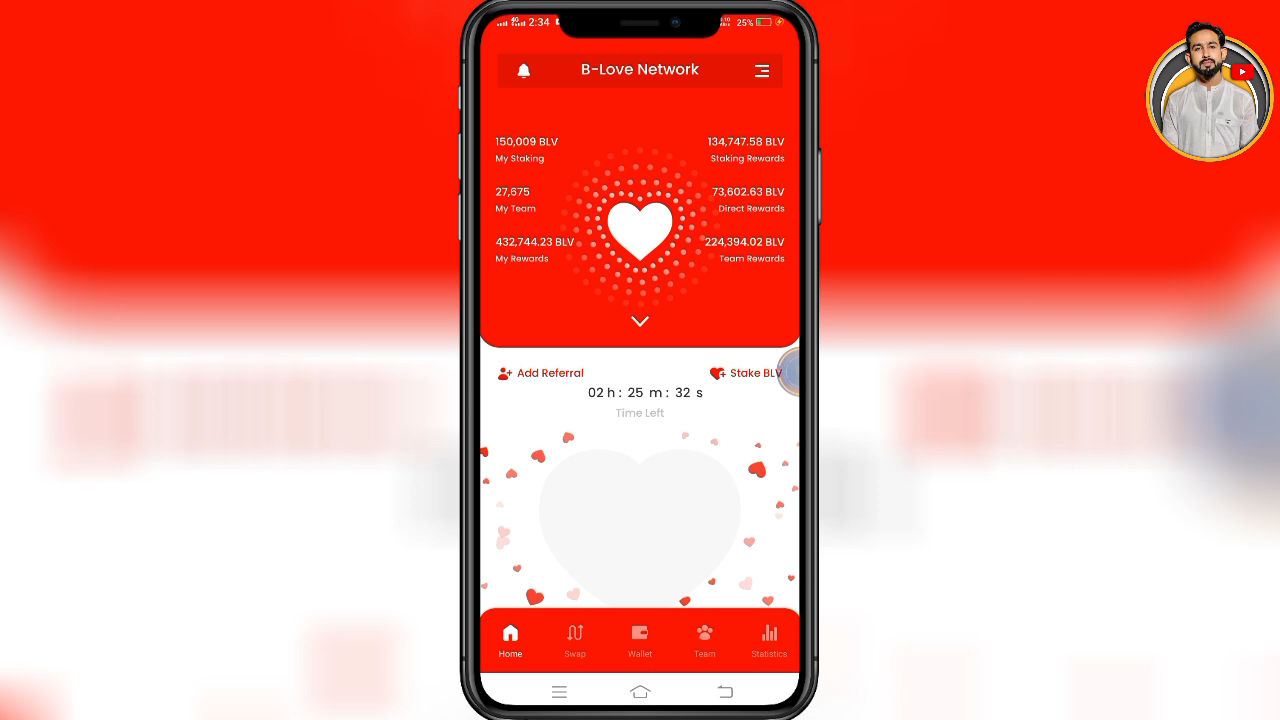 4G 2:34 25%
B-Love Network
150,009 BLV 134,747.58 BLV
My Staking Staking Rewards
27,675 73,602.63 BLV
My Team Direct Rewards
432,744.23 BLV 224,394.02 BLV
My Rewards Team Rewards
Add Referral Stake BLV
02 h : 25 m : 32 s
Time Left
Home Swap Wallet Team Statistics